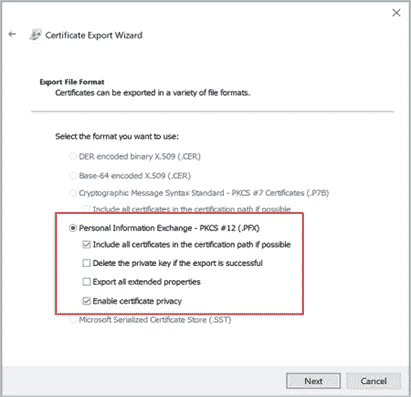 Certificate Export Wizard
Export File Format
Certificates can be exported in a variety of file formats.
Select the format you want to use:
DER encoded binary X.509 (.CER)
Base-64 encoded X.509 (.CER)
Cryptographic Message Syntax Standard - PKCS #7 Certificates (.P7B)
Include all certificates in the certification path if possible
Personal Information Exchange - PKCS #12 (.PFX)
Include all certificates in the certification path if possible
Delete the private key if the export is successful
Export all extended properties
Enable certificate privacy
Microsoft Serialized Certificate Store (.SST)
Next Cancel